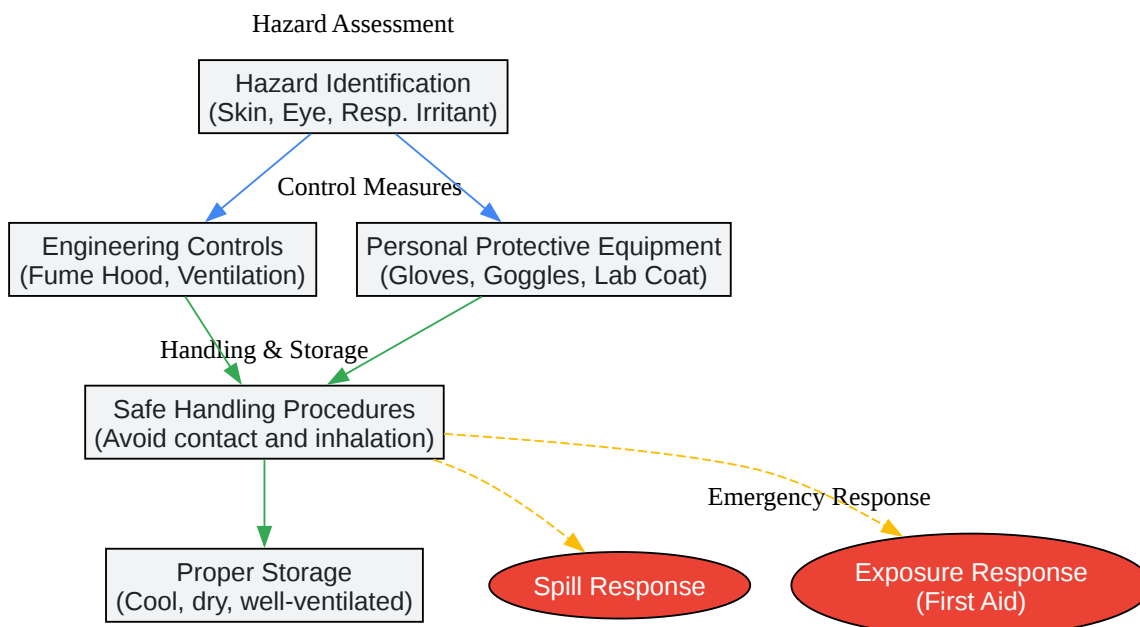 Hazard Assessment
Hazard Identification
(Skin, Eye, Resp. Irritant)
Control Measures
Engineering Controls
(Fume Hood, Ventilation)
Personal Protective Equipment
(Gloves, Goggles, Lab Coat)
Handling & Storage
Safe Handling Procedures
(Avoid contact and inhalation)
Emergency Response
Proper Storage
(Cool, dry, well-ventilated)
Spill Response
Exposure Response
(First Aid)